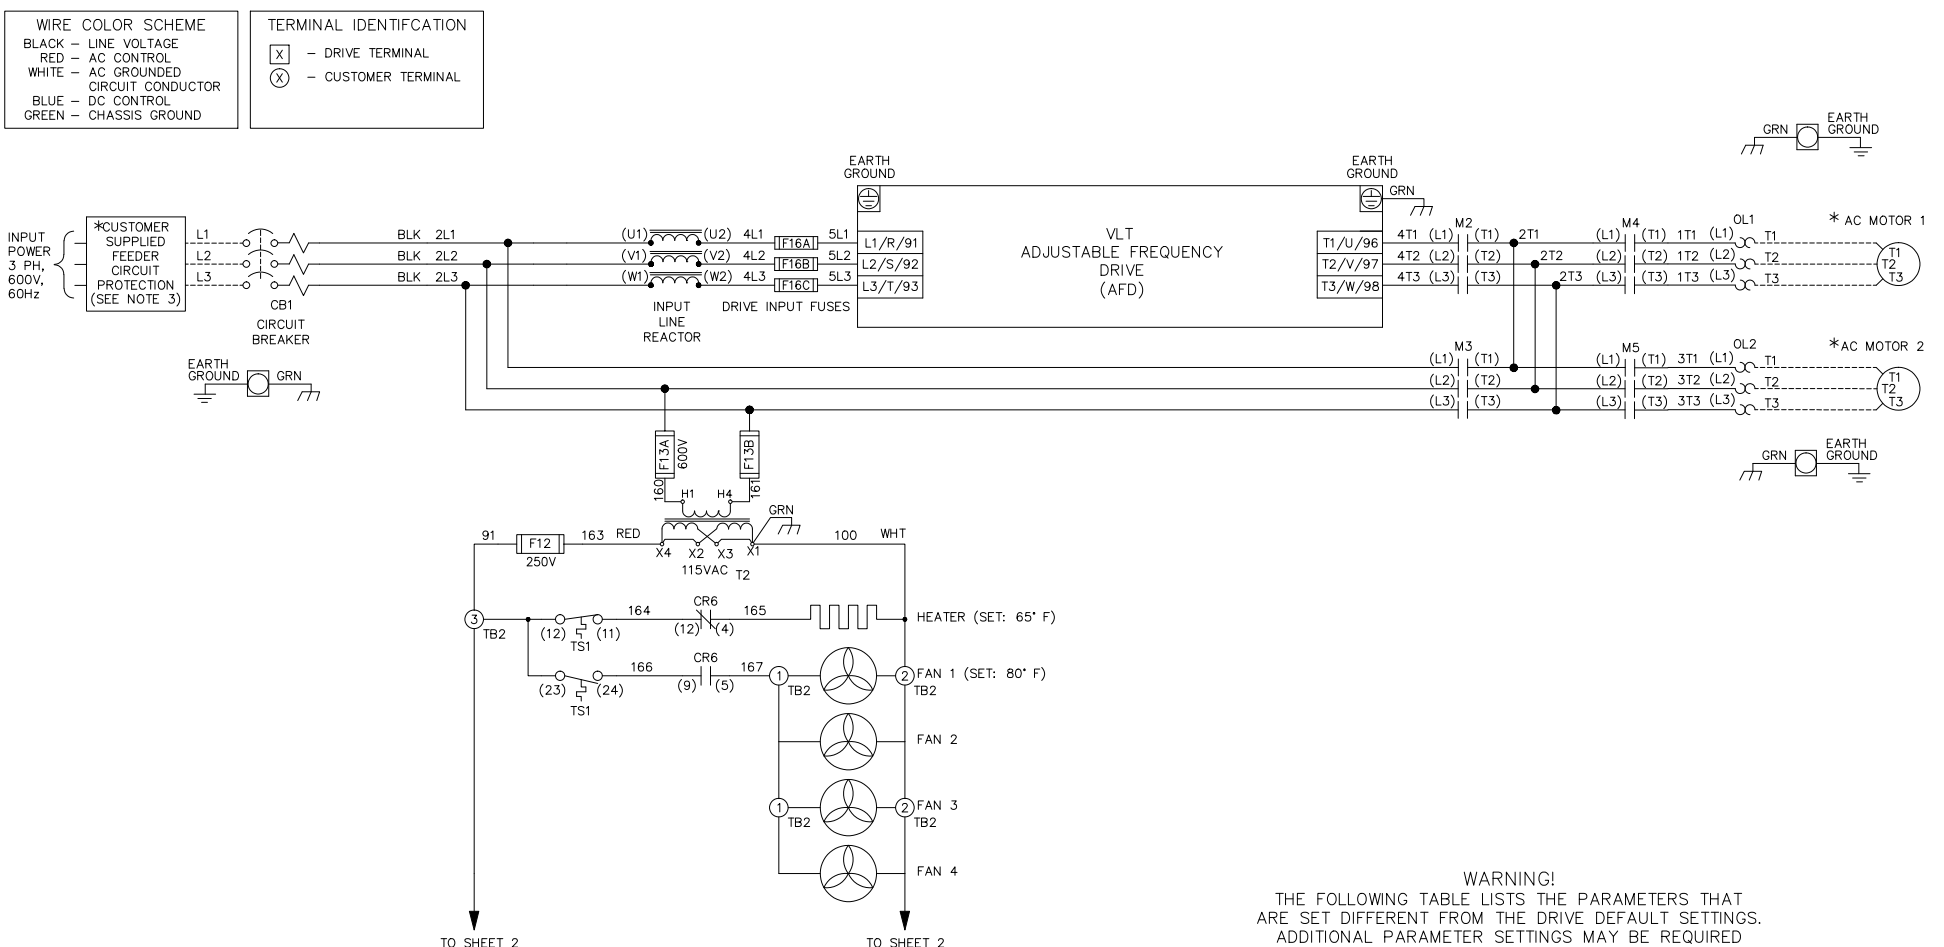 WIRE COLOR SCHEME
BLACK – LINE VOLTAGE
RED – AC CONTROL
WHITE – AC GROUNDED
CIRCUIT CONDUCTOR
BLUE – DC CONTROL
GREEN – CHASSIS GROUND
TERMINAL IDENTIFCATION
X – DRIVE TERMINAL
X – CUSTOMER TERMINAL
INPUT
POWER
3 PH,
600V,
60Hz
*CUSTOMER
SUPPLIED
FEEDER
CIRCUIT
PROTECTION
(SEE NOTE 3)
L1
L2
L3
CB1
CIRCUIT
BREAKER
EARTH
GROUND
GRN
BLK 2L1
BLK 2L2
BLK 2L3
(U1) (U2) 4L1 F16A 5L1
(V1) (V2) 4L2 F16B 5L2
(W1) (W2) 4L3 F16C 5L3
INPUT
LINE
REACTOR
DRIVE INPUT FUSES
EARTH
GROUND
L1/R/91
L2/S/92
L3/T/93
VLT
ADJUSTABLE FREQUENCY
DRIVE
(AFD)
EARTH
GROUND
GRN
T1/U/96
T2/V/97
T3/W/98
M2
4T1 (L1) (T1) 2T1
4T2 (L2) (T2) 2T2
4T3 (L3) (T3) 2T3
M4
(L1) (T1) 1T1 (L1)
(L2) (T2) 1T2 (L2)
(L3) (T3) 1T3 (L3)
OL1
T1
T2
T3
* AC MOTOR 1
T1
T2
T3
GRN
EARTH
GROUND
M3
(L1) (T1)
(L2) (T2)
(L3) (T3)
M5
(L1) (T1) 3T1 (L1)
(L2) (T2) 3T2 (L2)
(L3) (T3) 3T3 (L3)
OL2
T1
T2
T3
*AC MOTOR 2
T1
T2
T3
GRN
EARTH
GROUND
F13A
600V
F13B
160
161
H1 H4
GRN
91 F12 163 RED
250V
X4 X2 X3 X1
115VAC T2
100 WHT
3
TB2
164 CR6 165
(12) (11) (12) (4)
TS1
HEATER (SET: 65° F)
166 CR6 167
(23) (24) (9) (5)
TS1
1
TB2
2
TB2
FAN 1 (SET: 80° F)
FAN 2
1
TB2
2
TB2
FAN 3
FAN 4
TO SHEET 2
TO SHEET 2
WARNING!
THE FOLLOWING TABLE LISTS THE PARAMETERS THAT
ARE SET DIFFERENT FROM THE DRIVE DEFAULT SETTINGS.
ADDITIONAL PARAMETER SETTINGS MAY BE REQUIRED